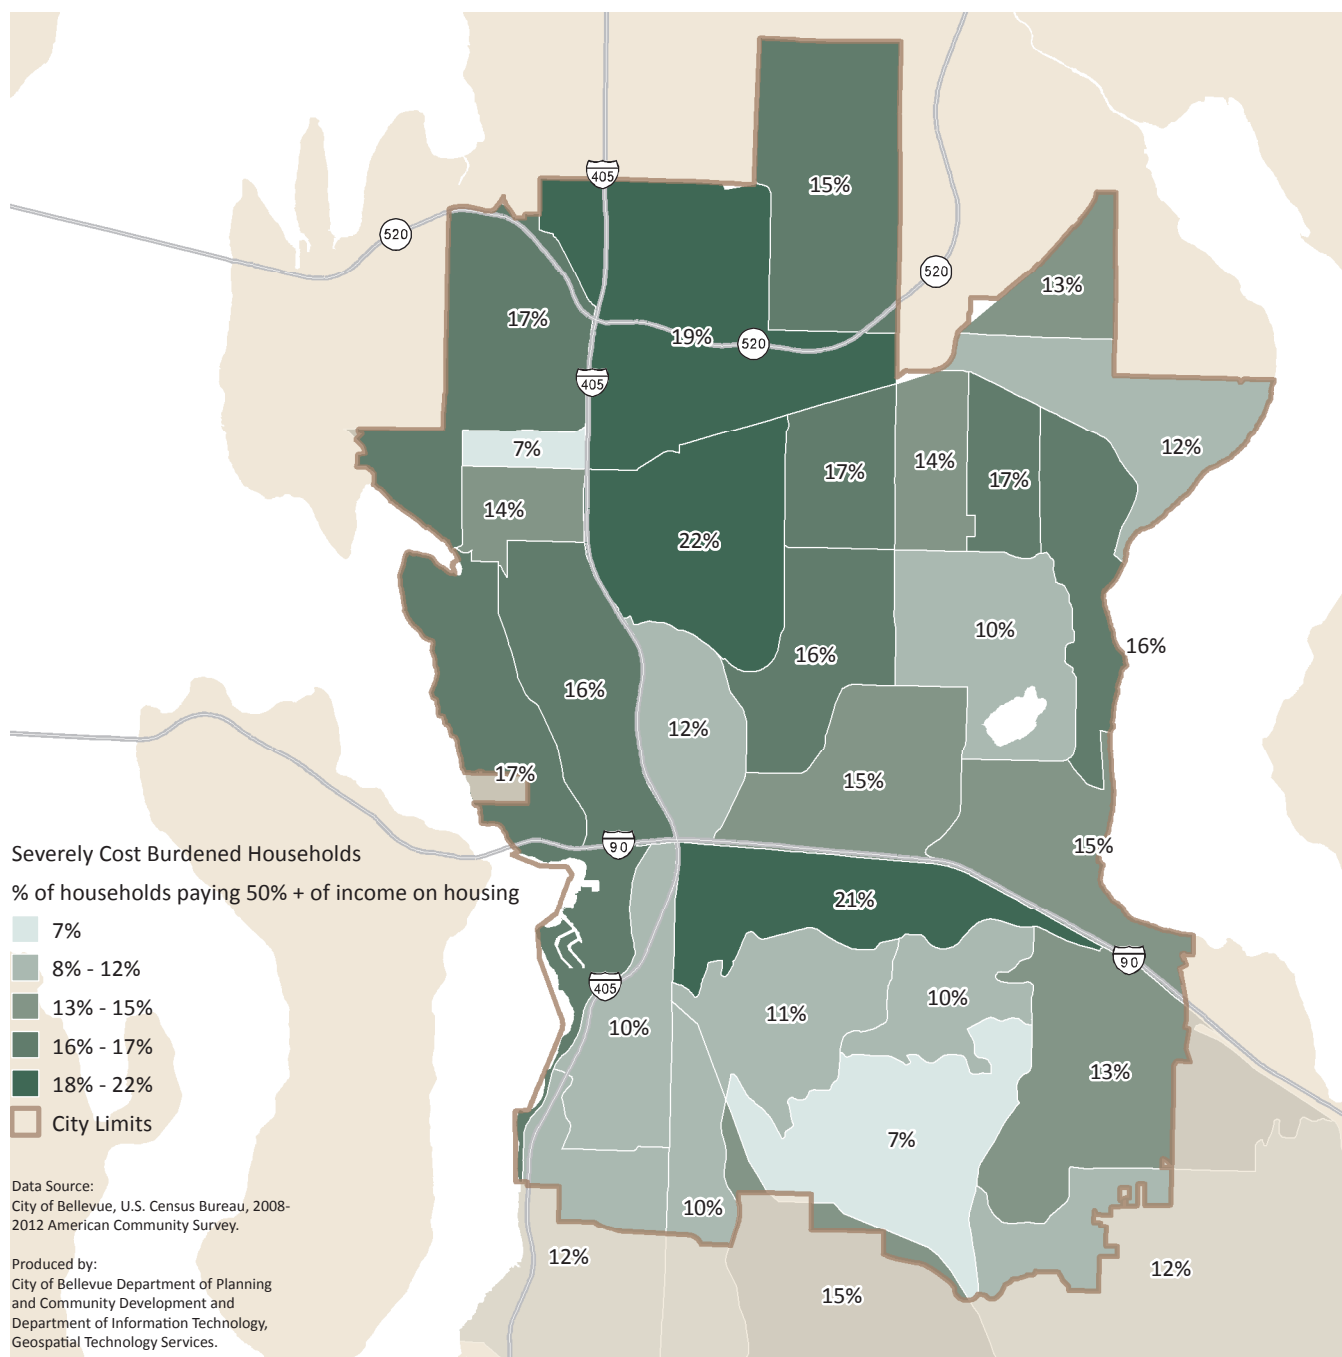 405
15%
520
520
13%
17%
19%
520
405
12%
7%
17%
14%
17%
14%
22%
10%
16%
16%
16%
12%
17%
15%
90
15%
Severely Cost Burdened Households
% of households paying 50% + of income on housing
7%
8% - 12%
13% - 15%
16% - 17%
18% - 22%
City Limits
21%
90
405
10%
11%
10%
13%
7%
10%
12%
12%
15%
Data Source:
City of Bellevue, U.S. Census Bureau, 2008-
2012 American Community Survey.
Produced by:
City of Bellevue Department of Planning
and Community Development and
Department of Information Technology,
Geospatial Technology Services.